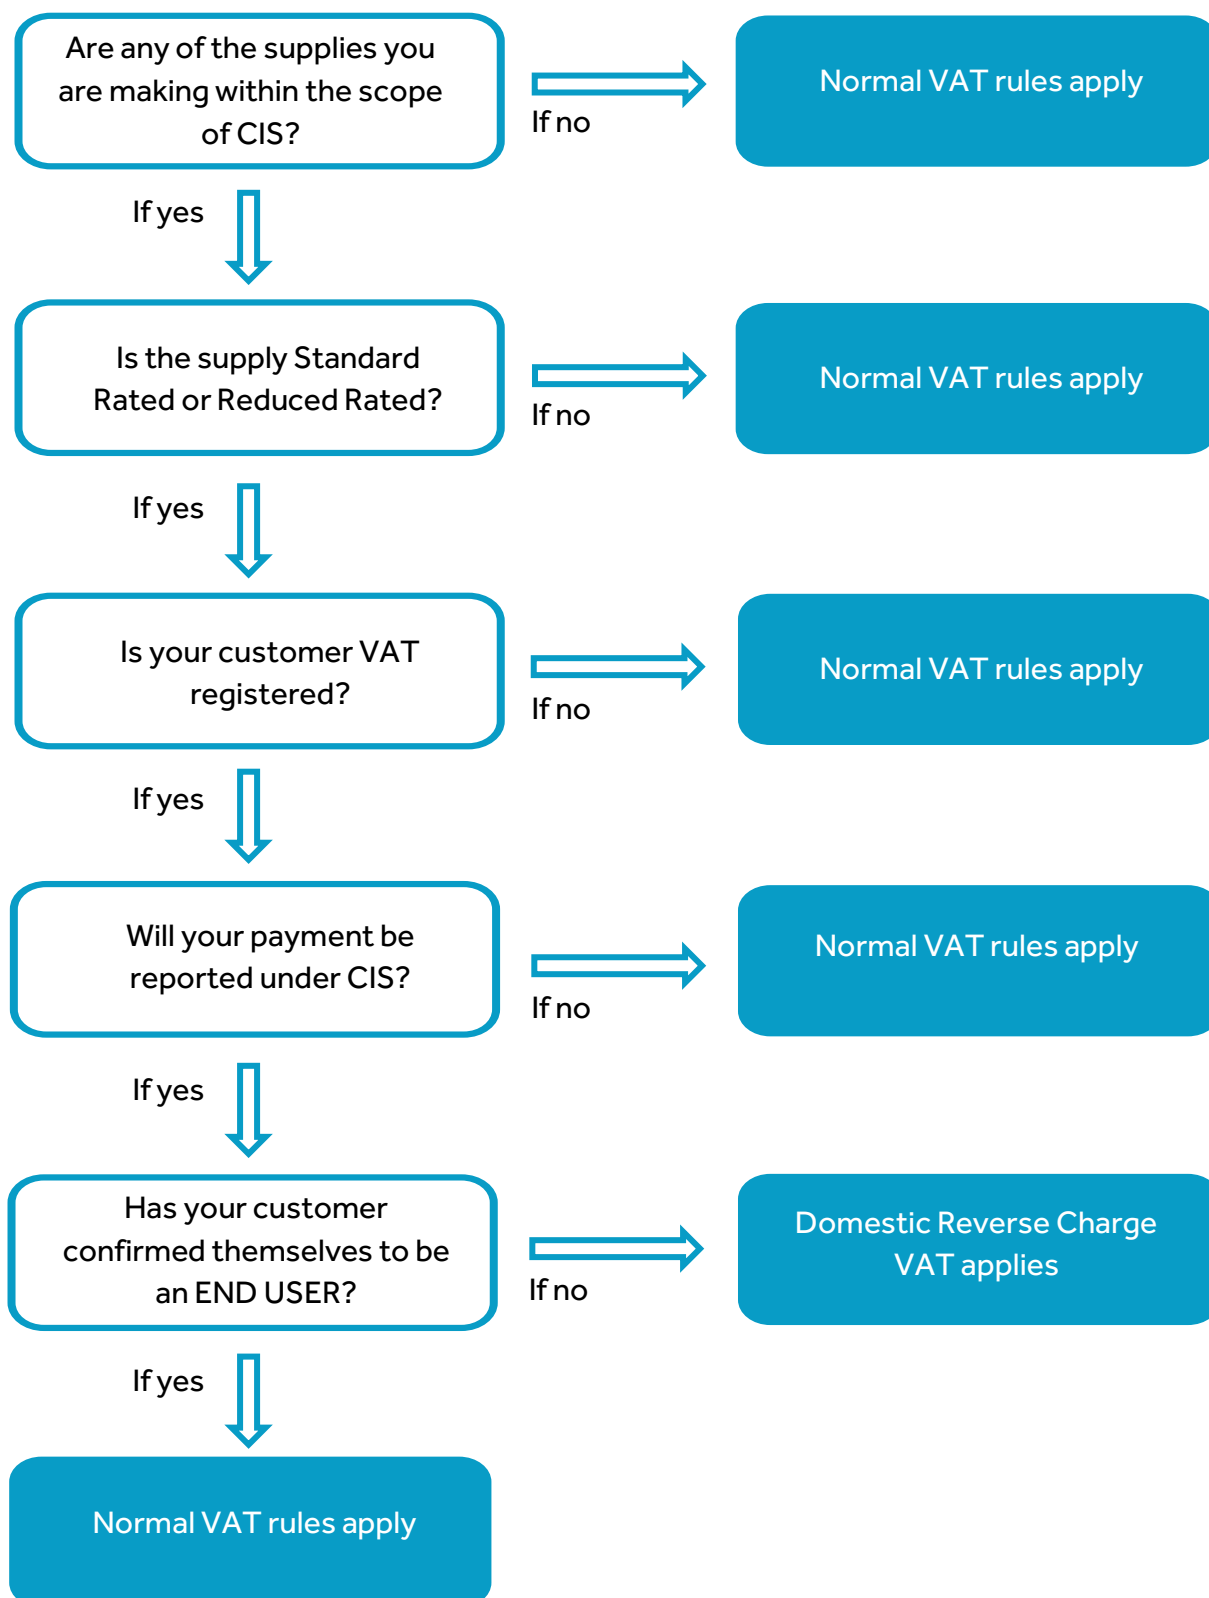 Are any of the supplies you
are making within the scope
of CIS?
If no
Normal VAT rules apply
If yes
Is the supply Standard
Rated or Reduced Rated?
If no
Normal VAT rules apply
If yes
Is your customer VAT
registered?
If no
Normal VAT rules apply
If yes
Will your payment be
reported under CIS?
If no
Normal VAT rules apply
If yes
Has your customer
confirmed themselves to be
an END USER?
If no
Domestic Reverse Charge
VAT applies
If yes
Normal VAT rules apply